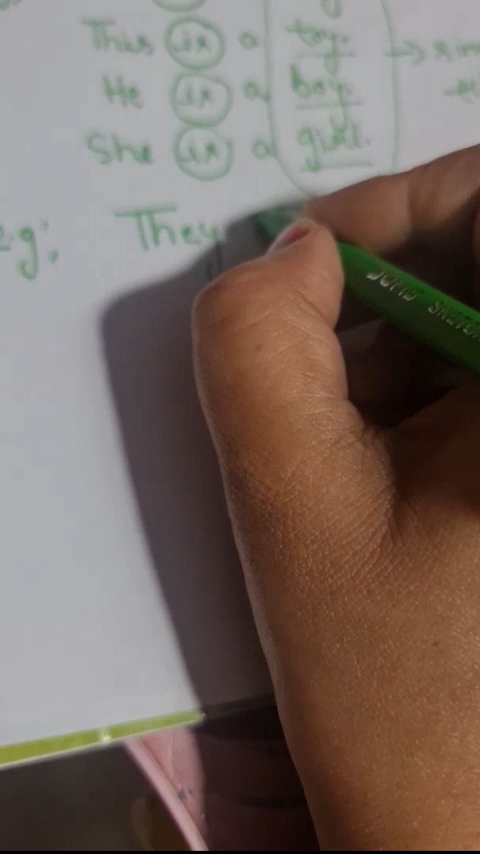 This is a toy.
He is a boy.
She is a girl.
e.g; They